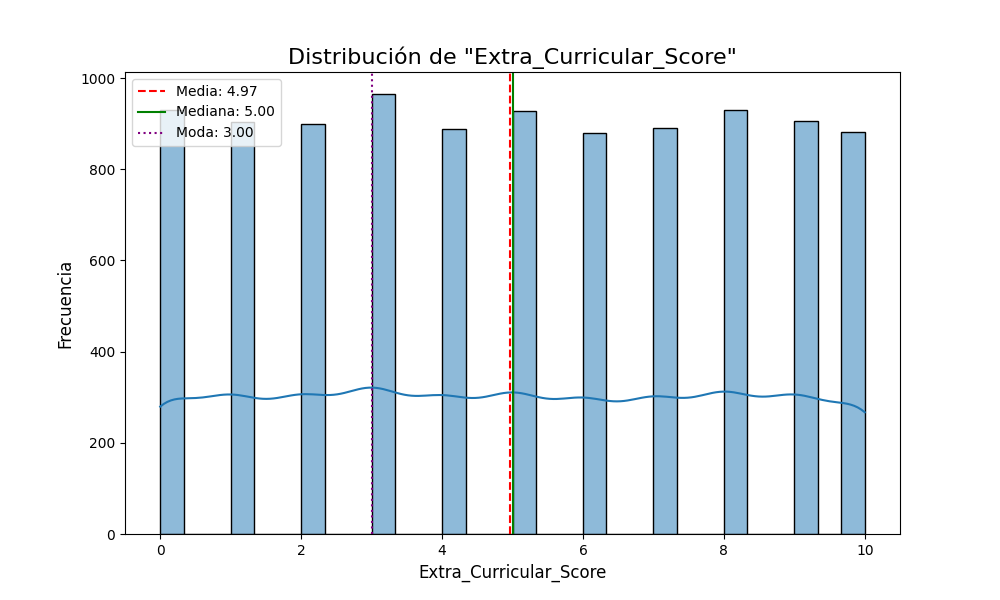 Distribución de "Extra_Curricular_Score"
Media: 4.97
Mediana: 5.00
Moda: 3.00
Frecuencia
1000
800
600
400
200
0
0 2 4 6 8 10
Extra_Curricular_Score